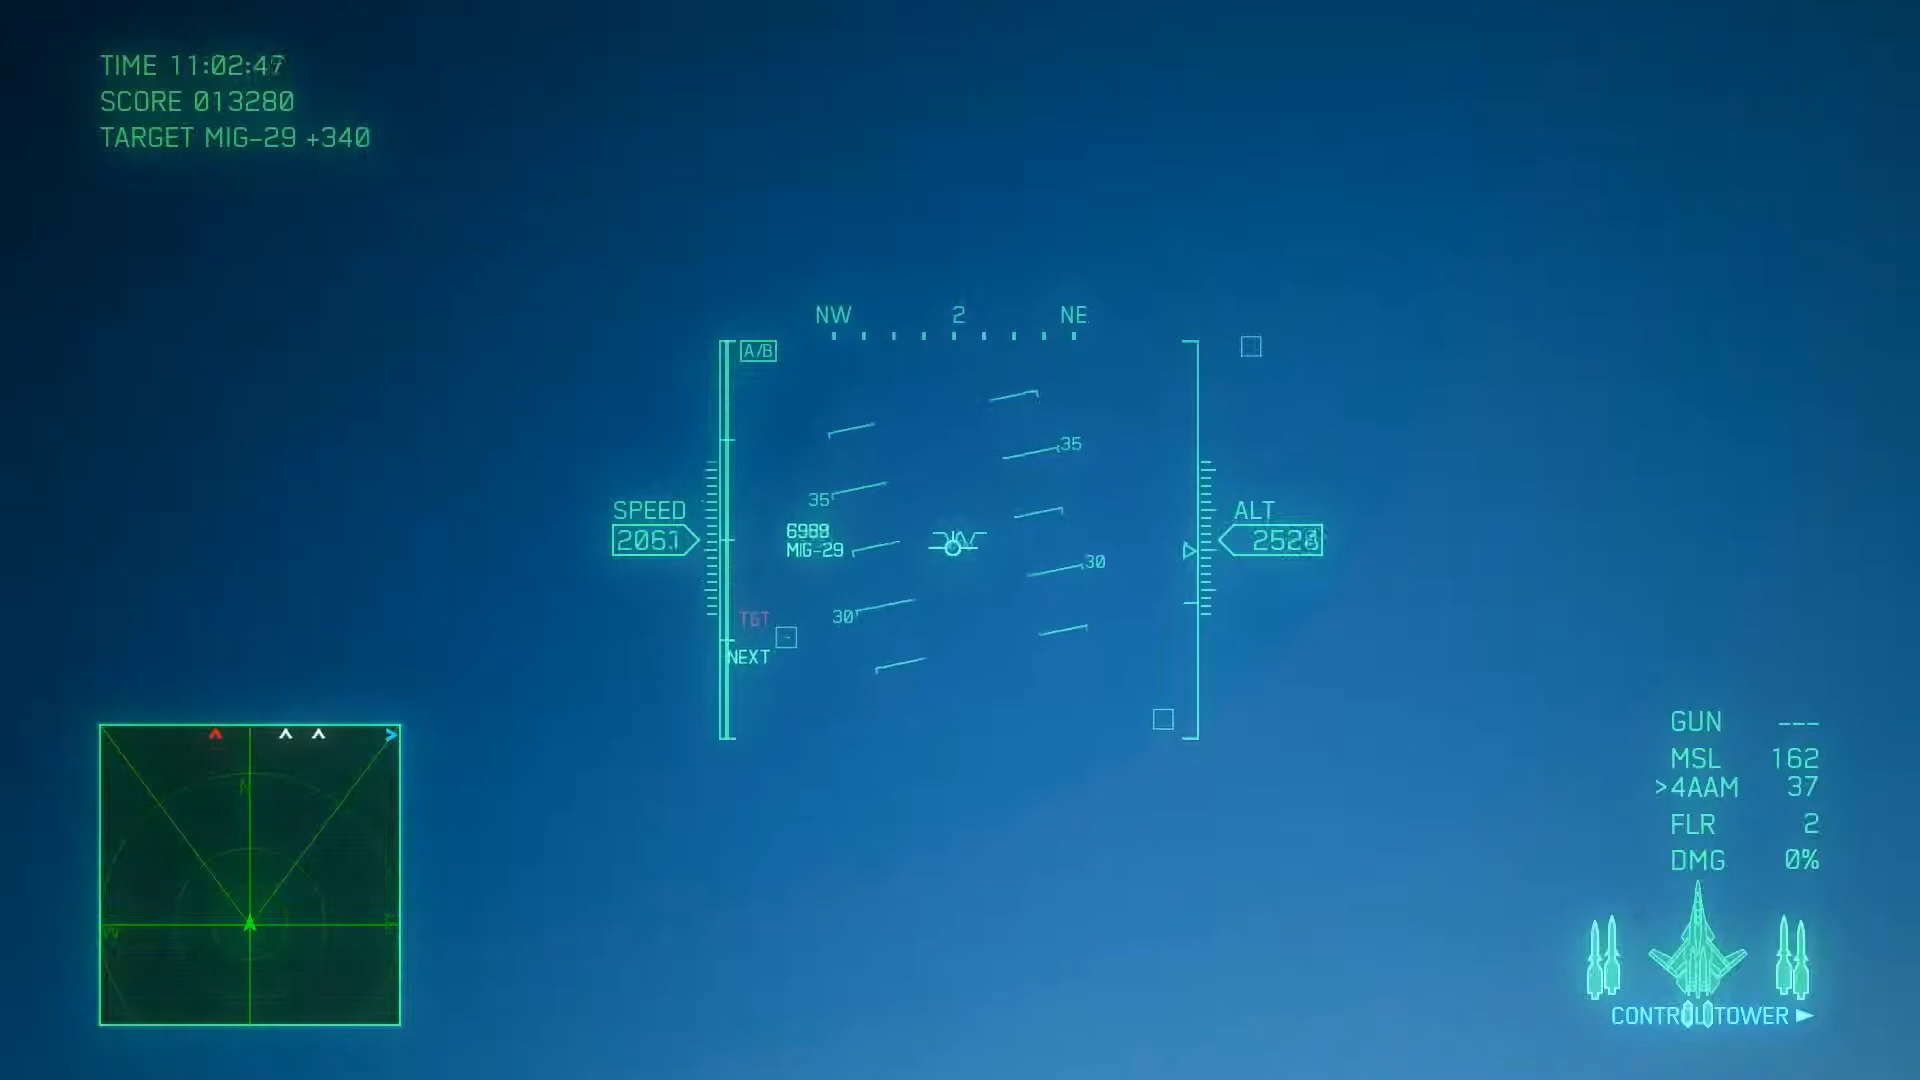 TIME 11:02:47
SCORE 013280
TARGET MIG-29 +340
NW 2 NE
A/B
35
35
SPEED
2061
ALT
MIG-29
30
TGT
30
NEXT
GUN ---
MSL 162
>4AAM 37
FLR 2
DMG 0%
N
W
CONTROL TOWER